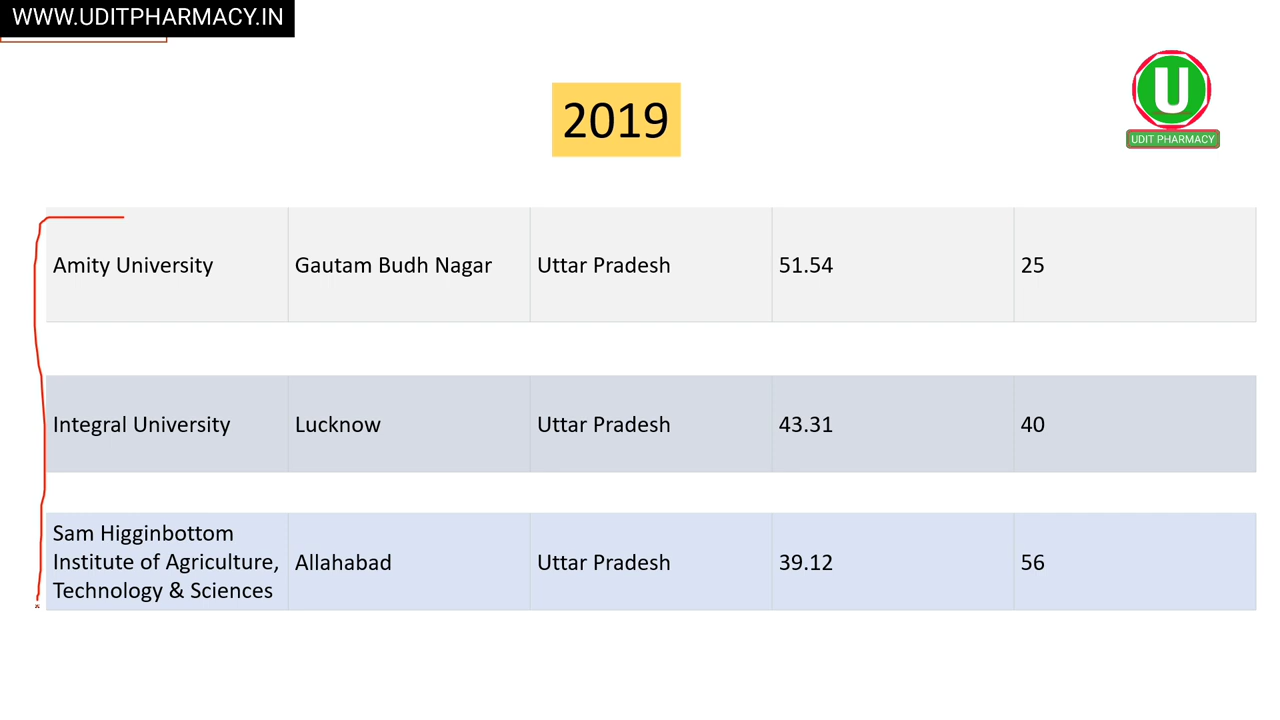 WWW.UDITPHARMACY.IN
2019
U
UDIT PHARMACY
Amity University Gautam Budh Nagar Uttar Pradesh 51.54 25
Integral University Lucknow Uttar Pradesh 43.31 40
Sam Higginbottom
Institute of Agriculture, Allahabad Uttar Pradesh 39.12 56
Technology & Sciences